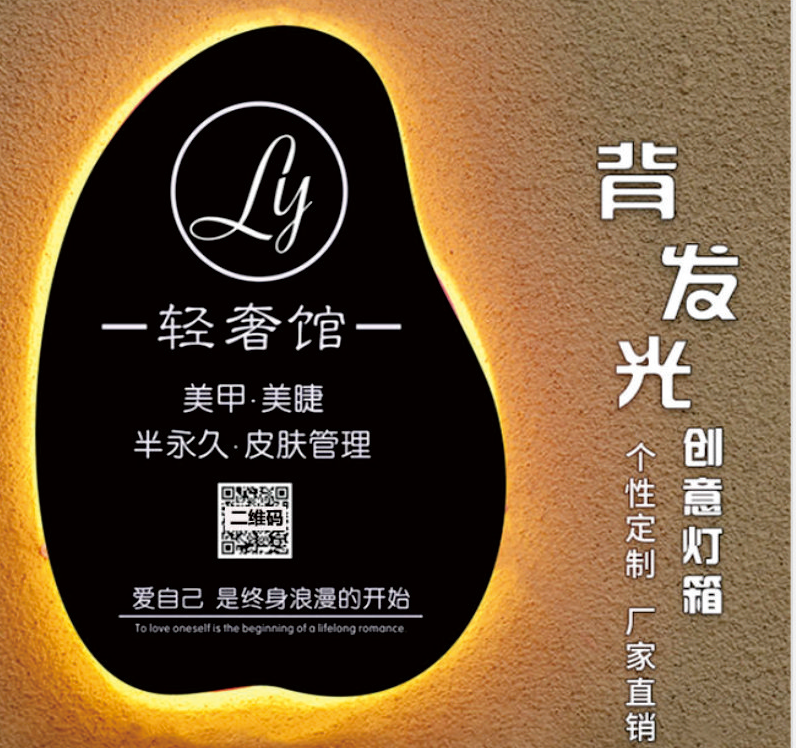 Ly
轻奢馆
美甲·美睫
半永久·皮肤管理
二维码
爱自己 是终身浪漫的开始
To love oneself is the beginning of a lifelong romance
背发光
创意灯箱
个性定制 厂家直销